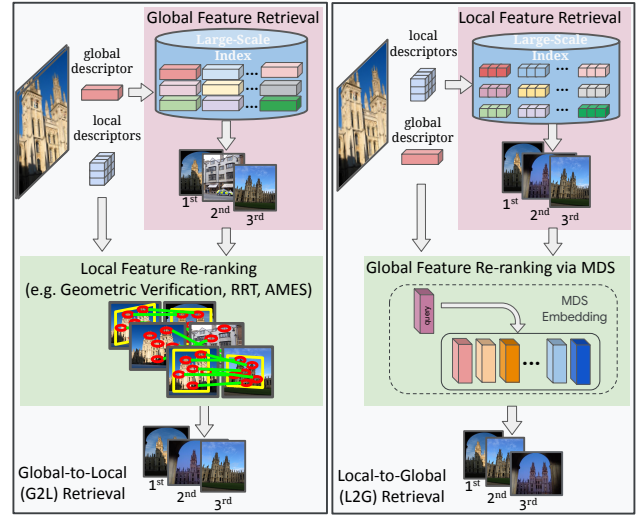 Global Feature Retrieval
Large-Scale
Index
global
descriptor
local
descriptors
1st
2nd
3rd
Local Feature Re-ranking
(e.g. Geometric Verification, RRT, AMES)
Global-to-Local
(G2L) Retrieval
1st
2nd
3rd
Local Feature Retrieval
Large-Scale
Index
local
descriptors
global
descriptor
1st
2nd
3rd
Global Feature Re-ranking via MDS
query
MDS
Embedding
Local-to-Global
(L2G) Retrieval
1st
2nd
3rd